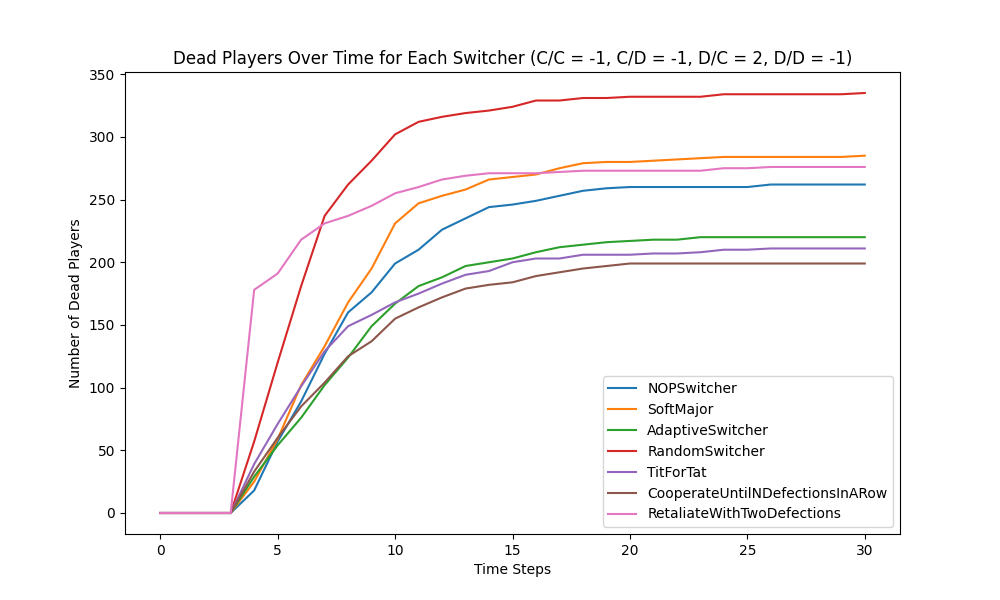 Dead Players Over Time for Each Switcher (C/C = -1, C/D = -1, D/C = 2, D/D = -1)
Number of Dead Players
350
300
250
200
150
100
50
0
0 5 10 15 20 25 30
Time Steps
NOPSwitcher
SoftMajor
AdaptiveSwitcher
RandomSwitcher
TitForTat
CooperateUntilNDefectionsInARow
RetaliateWithTwoDefections